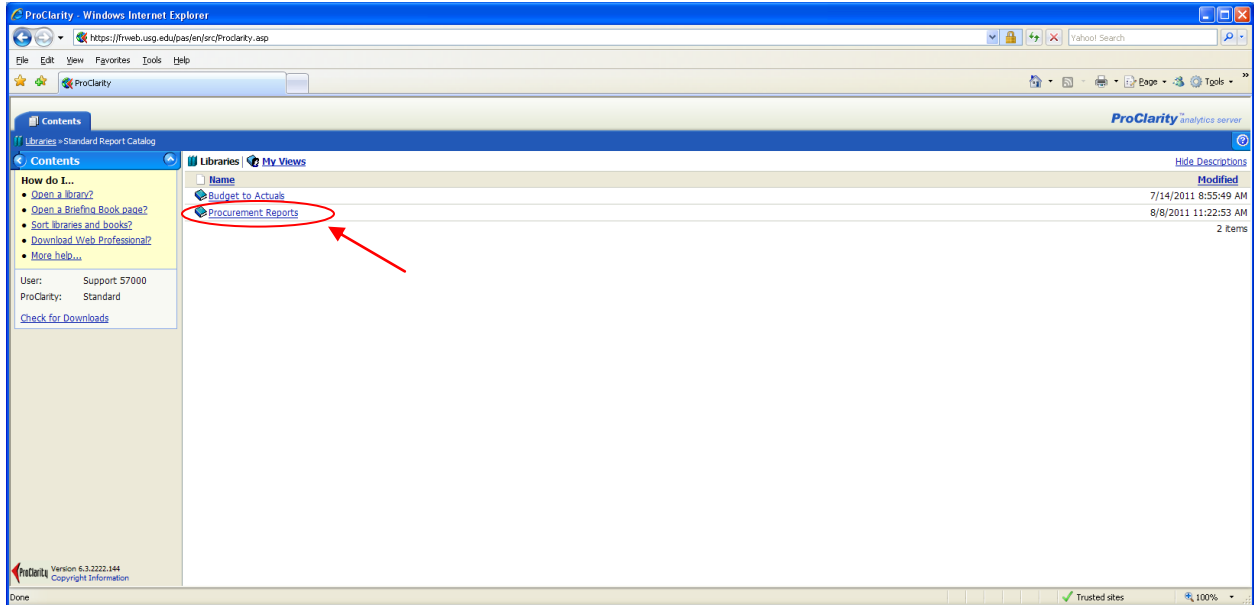 ProClarity - Windows Internet Explorer
https://frweb.usg.edu/pas/en/src/Proclarity.asp
Yahoo! Search
File Edit View Favorites Tools Help
ProClarity
Page Tools »
Contents
ProClarity™ analytics server
Libraries » Standard Report Catalog
Contents
Libraries | My Views
Hide Descriptions
How do I...
Name Modified
Open a library?
Budget to Actuals 7/14/2011 8:55:49 AM
Open a Briefing Book page?
Procurement Reports 8/8/2011 11:22:53 AM
Sort libraries and books?
2 items
Download Web Professional?
More help...
User: Support 57000
ProClarity: Standard
Check for Downloads
ProClarity Version 6.3.2222.144
Copyright Information
Done Trusted sites 100%